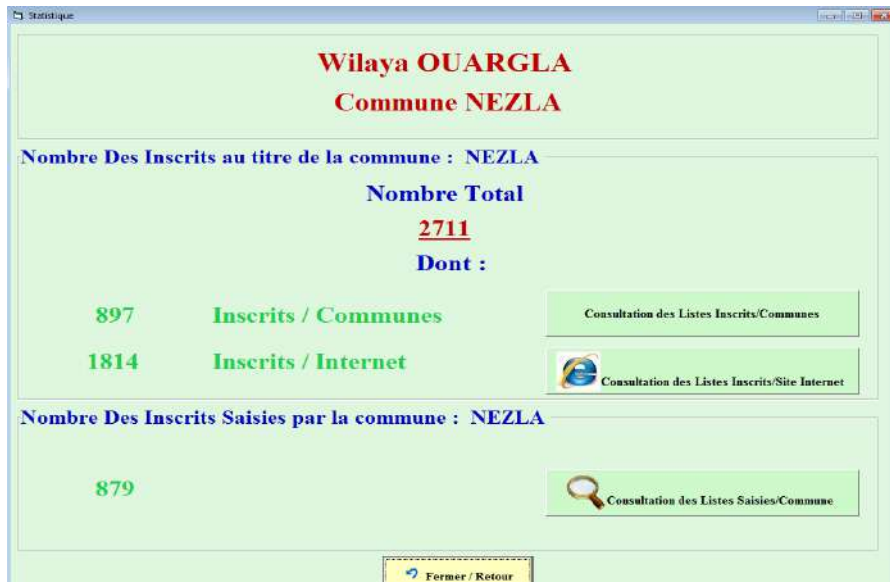 Statistique
Wilaya OUARGLA
Commune NEZLA
Nombre Des Inscrits au titre de la commune : NEZLA
Nombre Total
2711
Dont :
897 Inscrits / Communes
Consultation des Listes Inscrits/Communes
1814 Inscrits / Internet
Consultation des Listes Inscrits/Site Internet
Nombre Des Inscrits Saisies par la commune : NEZLA
879
Consultation des Listes Saisies/Commune
Fermer / Retour